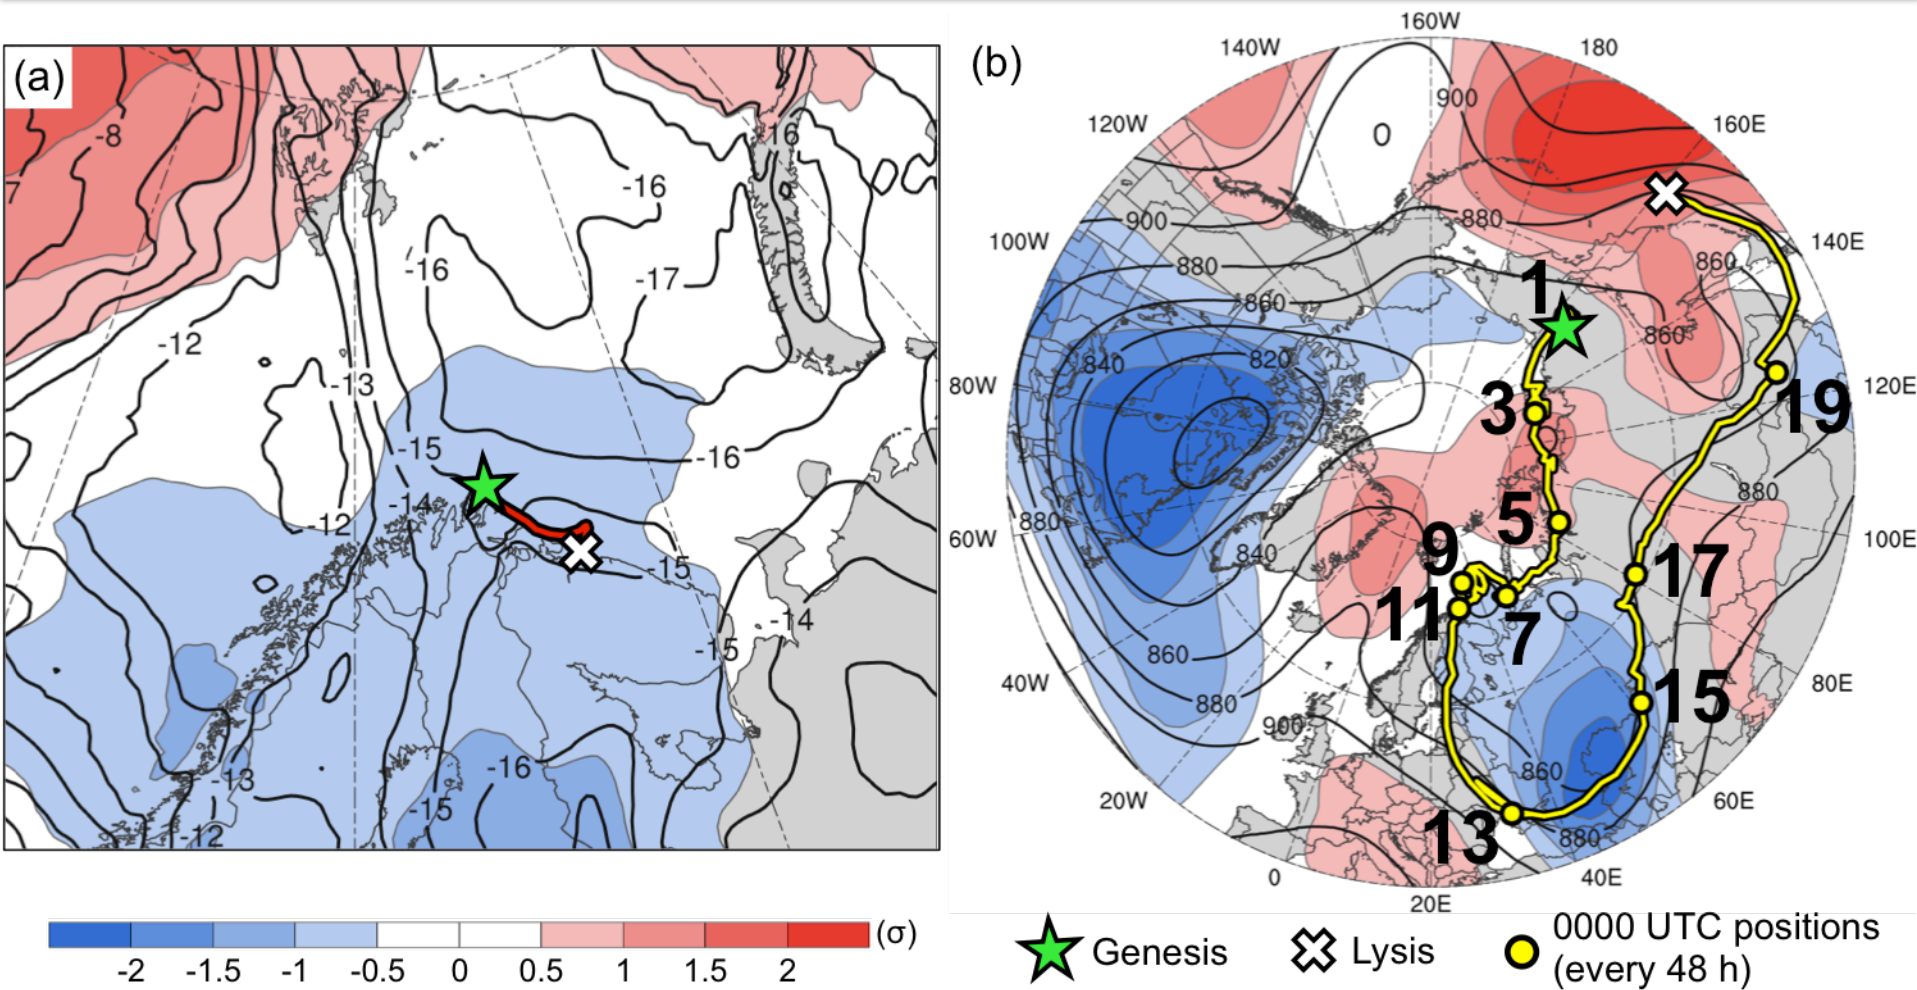 (a)
-8
7
-12
-13
-12
-16
-16
-17
16
-15
-14
-16
-15
-14
-15
-13
-12
-16
-15
(b)
160W
140W
180
120W
160E
100W
140E
80W
120E
60W
100E
40W
80E
20W
60E
0
40E
20E
900
0
900
880
880
860
860
860
840
820
880
840
880
860
880
900
860
880
1
3
5
9
11
7
13
15
17
19
-2
-1.5
-1
-0.5
0
0.5
1
1.5
2
(σ)
Genesis
Lysis
0000 UTC positions
(every 48 h)